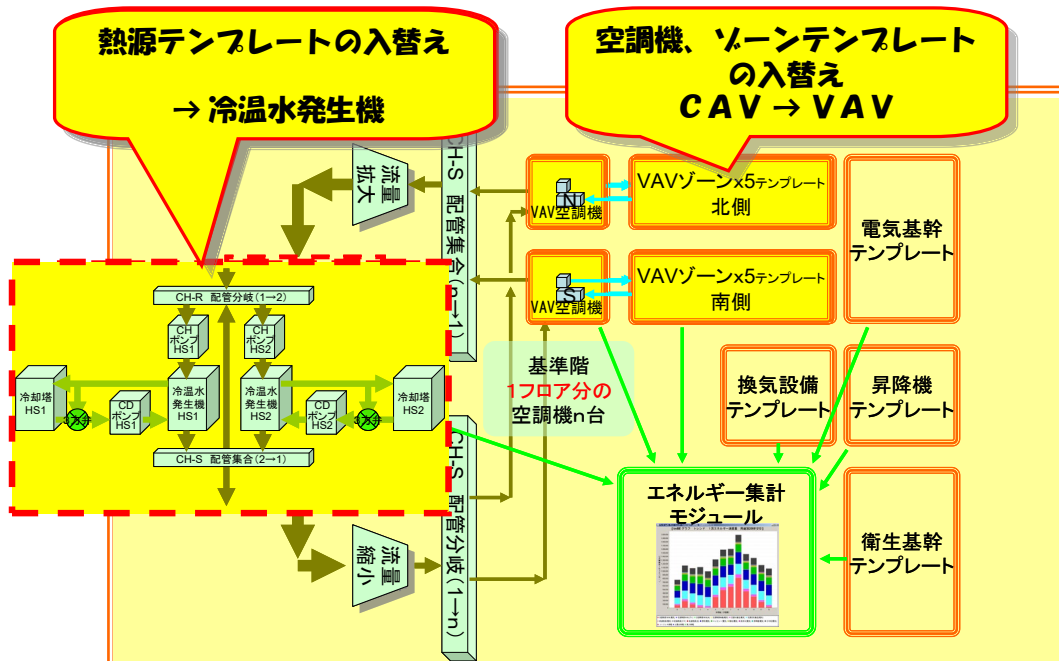 熱源テンプレートの入替え
→ 冷温水発生機
空調機、ゾーンテンプレート
の入替え
CAV → VAV
流量
拡大
CH-S 配管集合(n→1)
N
VAV空調機
VAVゾーンx5テンプレート
北側
S
VAV空調機
VAVゾーンx5テンプレート
南側
電気基幹
テンプレート
CH-R 配管分岐(1→2)
CH
ポンプ
HS1
CH
ポンプ
HS2
冷却塔
HS1
3方弁
CD
ポンプ
HS1
冷温水
発生機
HS1
冷温水
発生機
HS2
CD
ポンプ
HS2
3方弁
冷却塔
HS2
CH-S 配管集合(2→1)
基準階
1フロア分の
空調機n台
換気設備
テンプレート
昇降機
テンプレート
流量
縮小
CH-S 配管分岐(1→n)
エネルギー集計
モジュール
衛生基幹
テンプレート